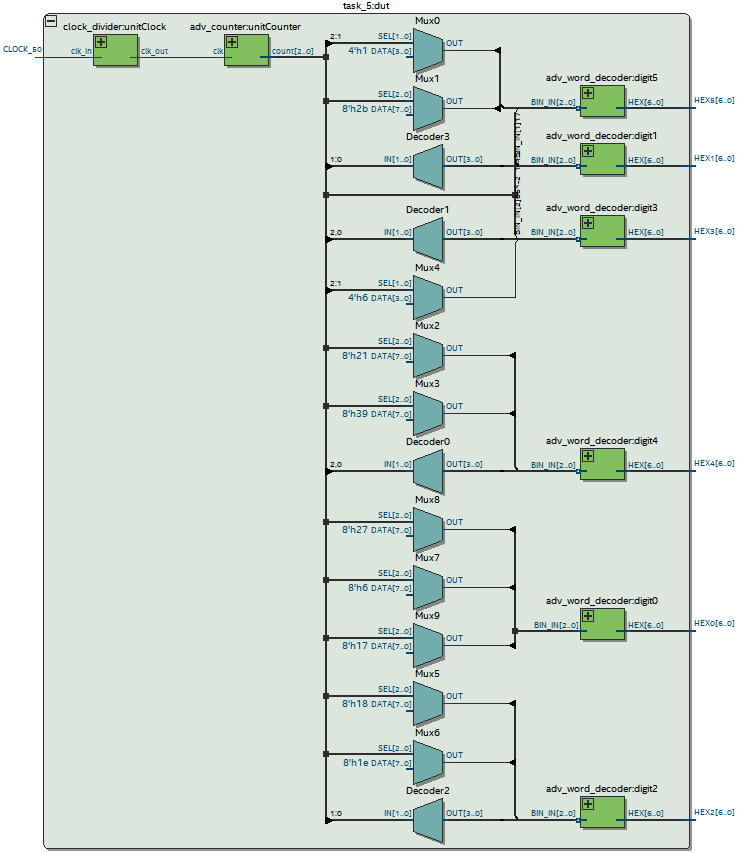 task_5:dut
clock_divider:unitClock
adv_counter:unitCounter
CLOCK_50
clk_in
clk_out
clk
count[2..0]
Mux0
2:1
SEL[1..0]
4'h1 DATA[3..0]
OUT
Mux1
SEL[2..0]
8'h2b DATA[7..0]
OUT
adv_word_decoder:digit5
BIN_IN[2..0]
HEX[6..0]
HEX5[6..0]
Decoder3
1:0
IN[1..0]
OUT[3..0]
adv_word_decoder:digit1
BIN_IN[2..0]
HEX[6..0]
HEX1[6..0]
Decoder1
2,0
IN[1..0]
OUT[3..0]
adv_word_decoder:digit3
BIN_IN[2..0]
HEX[6..0]
HEX3[6..0]
Mux4
2:1
SEL[1..0]
4'h6 DATA[3..0]
OUT
Mux2
SEL[2..0]
8'h21 DATA[7..0]
OUT
Mux3
SEL[2..0]
8'h39 DATA[7..0]
OUT
Decoder0
2,0
IN[1..0]
OUT[3..0]
adv_word_decoder:digit4
BIN_IN[2..0]
HEX[6..0]
HEX4[6..0]
Mux8
SEL[2..0]
8'h27 DATA[7..0]
OUT
Mux7
SEL[2..0]
8'h6 DATA[7..0]
OUT
adv_word_decoder:digit0
BIN_IN[2..0]
HEX[6..0]
HEX0[6..0]
Mux9
SEL[2..0]
8'h17 DATA[7..0]
OUT
Mux5
SEL[2..0]
8'h18 DATA[7..0]
OUT
Mux6
SEL[2..0]
8'h1e DATA[7..0]
OUT
Decoder2
1:0
IN[1..0]
OUT[3..0]
adv_word_decoder:digit2
BIN_IN[2..0]
HEX[6..0]
HEX2[6..0]